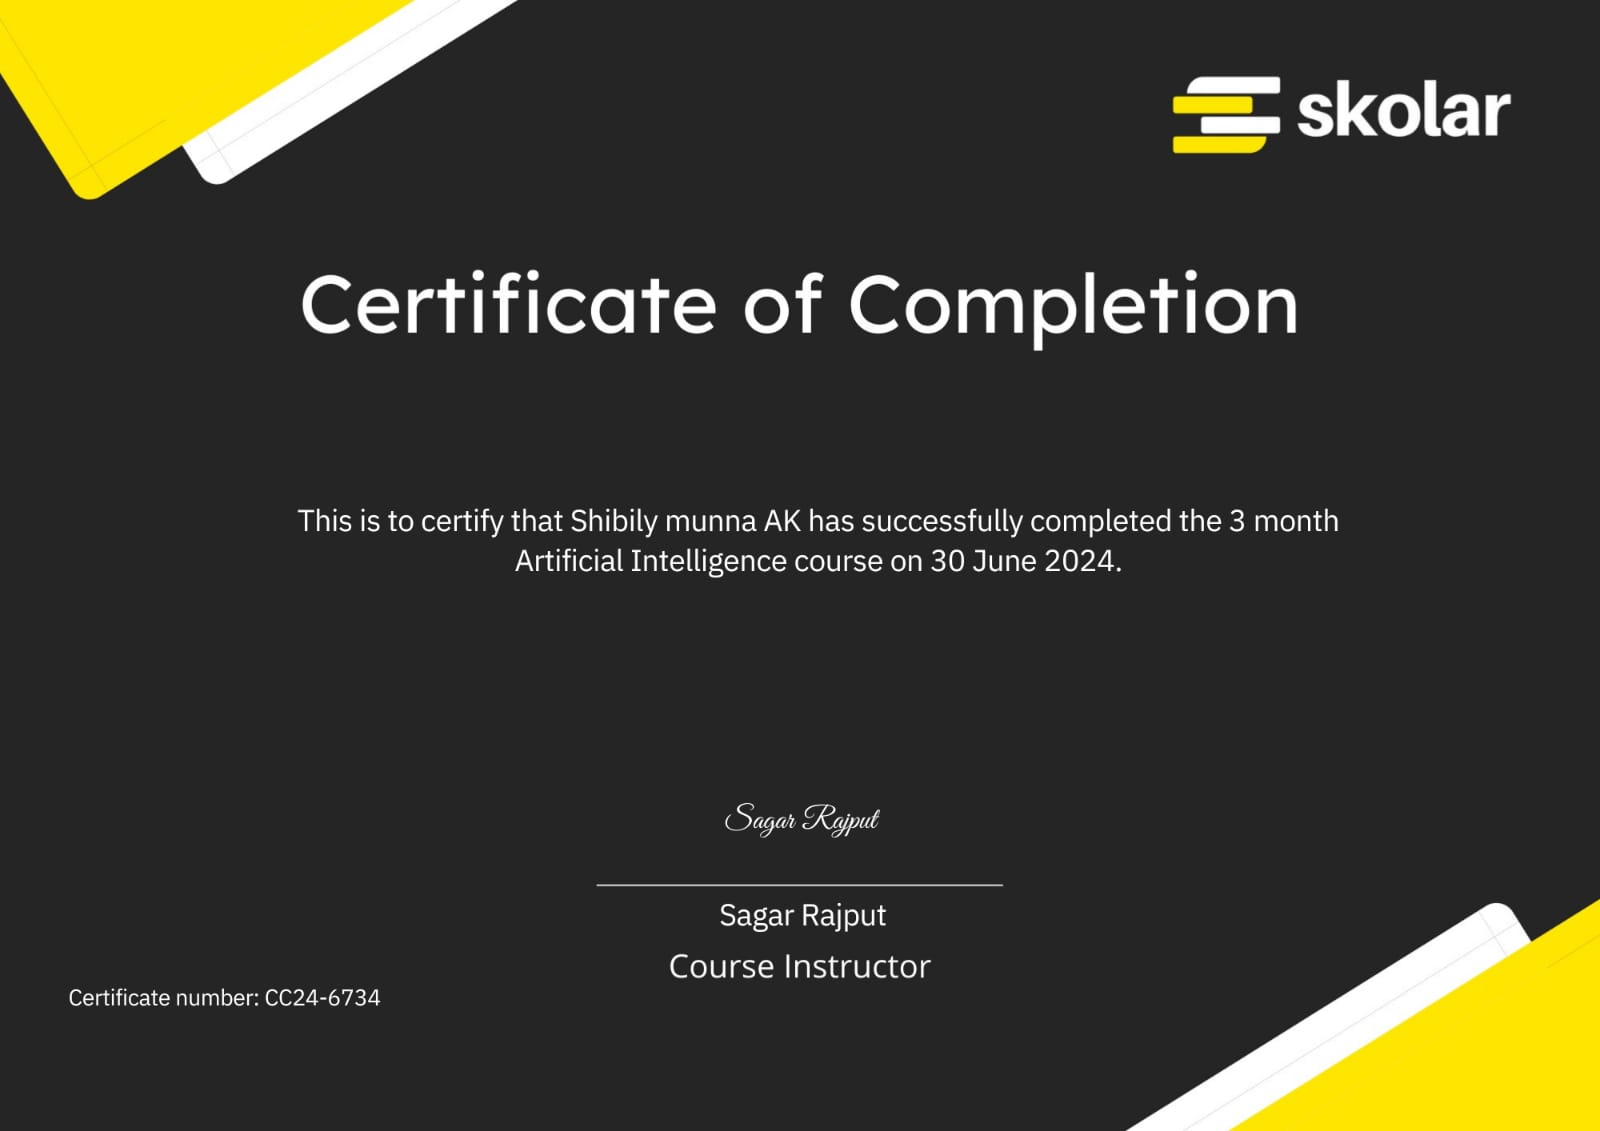 skolar
Certificate of Completion
This is to certify that Shibily munna AK has successfully completed the 3 month
Artificial Intelligence course on 30 June 2024.
Sagar Rajput
Sagar Rajput
Course Instructor
Certificate number: CC24-6734